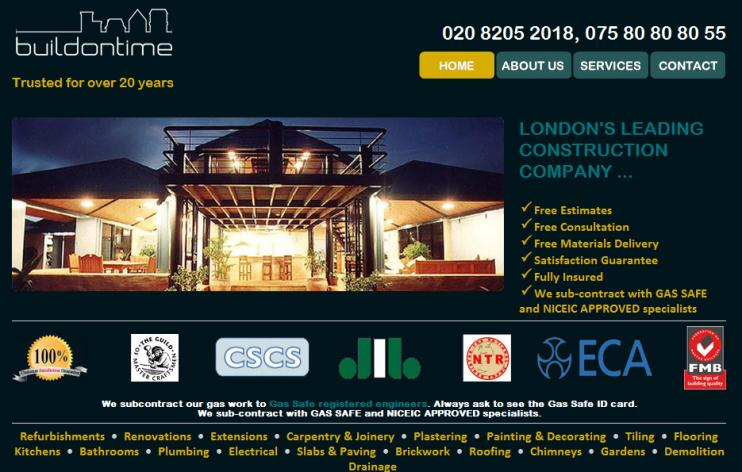 buildontime
Trusted for over 20 years
020 8205 2018, 075 80 80 80 55
HOME
ABOUT US
SERVICES
CONTACT
LONDON'S LEADING
CONSTRUCTION
COMPANY ...
Free Estimates
Free Consultation
Free Materials Delivery
Satisfaction Guarantee
Fully Insured
We sub-contract with GAS SAFE
and NICEIC APPROVED specialists
100%
THE GUILD
OF
MASTER CRAFTSMEN
CSCS
jib
NTR
ECA
FMB
The sign of
building quality
We subcontract our gas work to Gas Safe registered engineers. Always ask to see the Gas Safe ID card.
We sub-contract with GAS SAFE and NICEIC APPROVED specialists.
Refurbishments • Renovations • Extensions • Carpentry & Joinery • Plastering • Painting & Decorating • Tiling • Flooring
Kitchens • Bathrooms • Plumbing • Electrical • Slabs & Paving • Brickwork • Roofing • Chimneys • Gardens • Demolition
Drainage